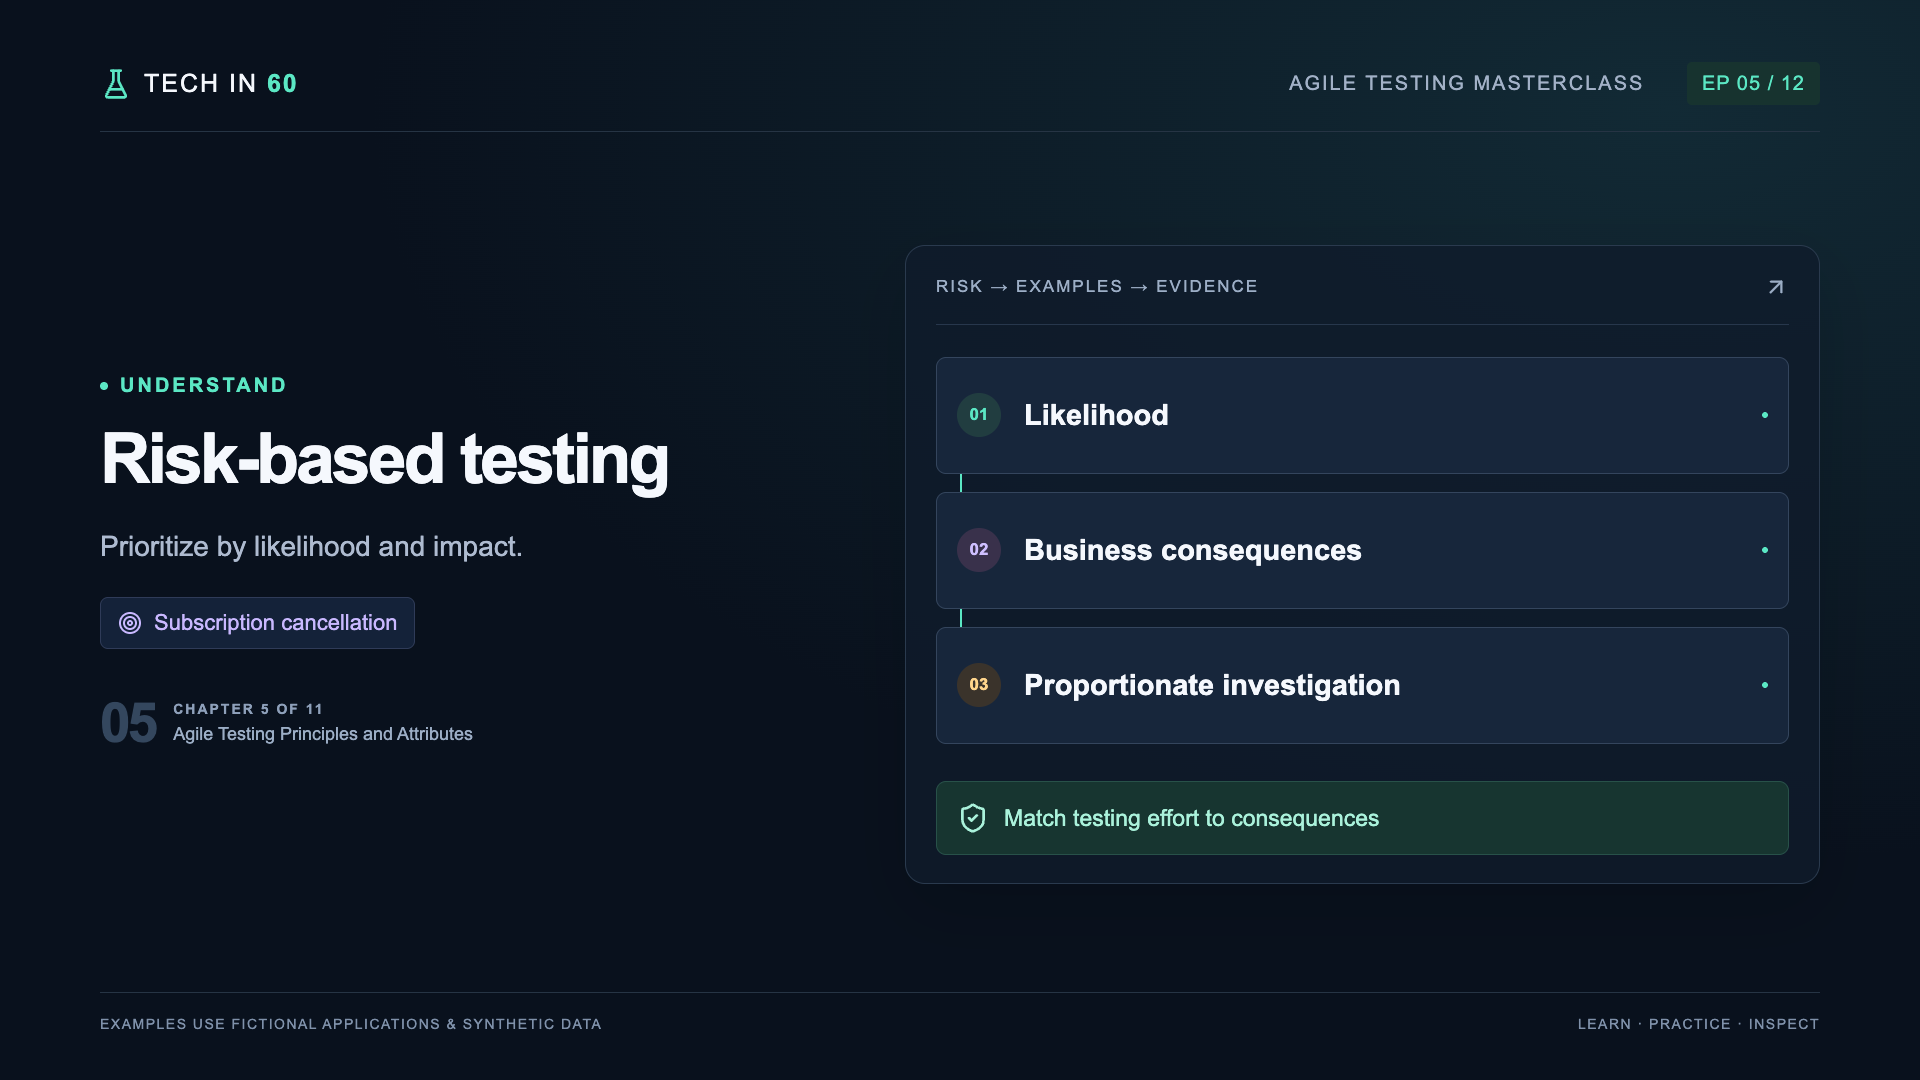 TECH IN 60
AGILE TESTING MASTERCLASS
EP 05 / 12
UNDERSTAND
Risk-based testing
Prioritize by likelihood and impact.
Subscription cancellation
05
CHAPTER 5 OF 11
Agile Testing Principles and Attributes
RISK → EXAMPLES → EVIDENCE
01
Likelihood
02
Business consequences
03
Proportionate investigation
Match testing effort to consequences
EXAMPLES USE FICTIONAL APPLICATIONS & SYNTHETIC DATA
LEARN · PRACTICE · INSPECT